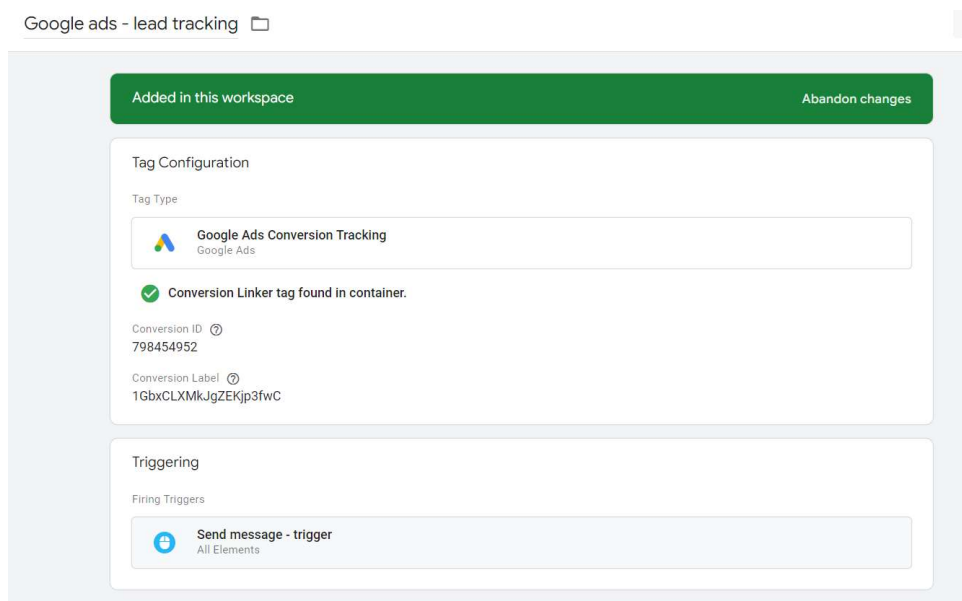 Google ads - lead tracking
Added in this workspace
Abandon changes
Tag Configuration
Tag Type
Google Ads Conversion Tracking
Google Ads
Conversion Linker tag found in container.
Conversion ID
798454952
Conversion Label
1GbxCLXMkJgZEKjp3fwC
Triggering
Firing Triggers
Send message - trigger
All Elements